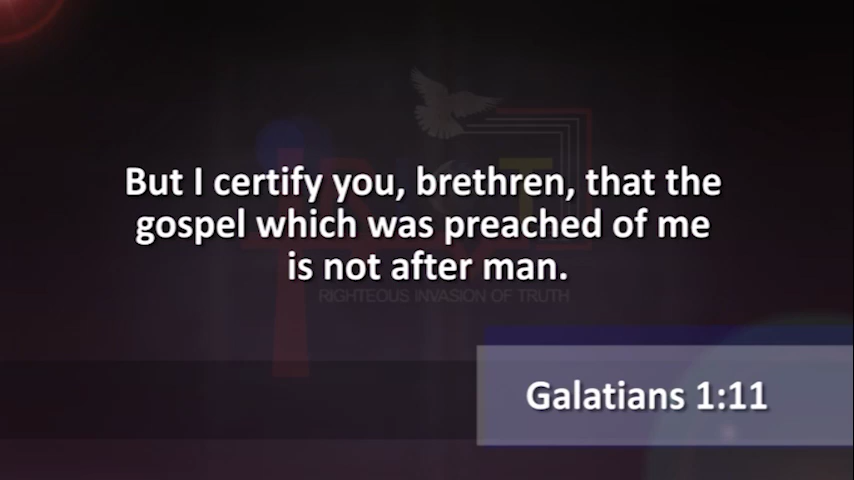 But I certify you, brethren, that the
gospel which was preached of me
is not after man.
RIGHTEOUS INVASION OF TRUTH
Galatians 1:11